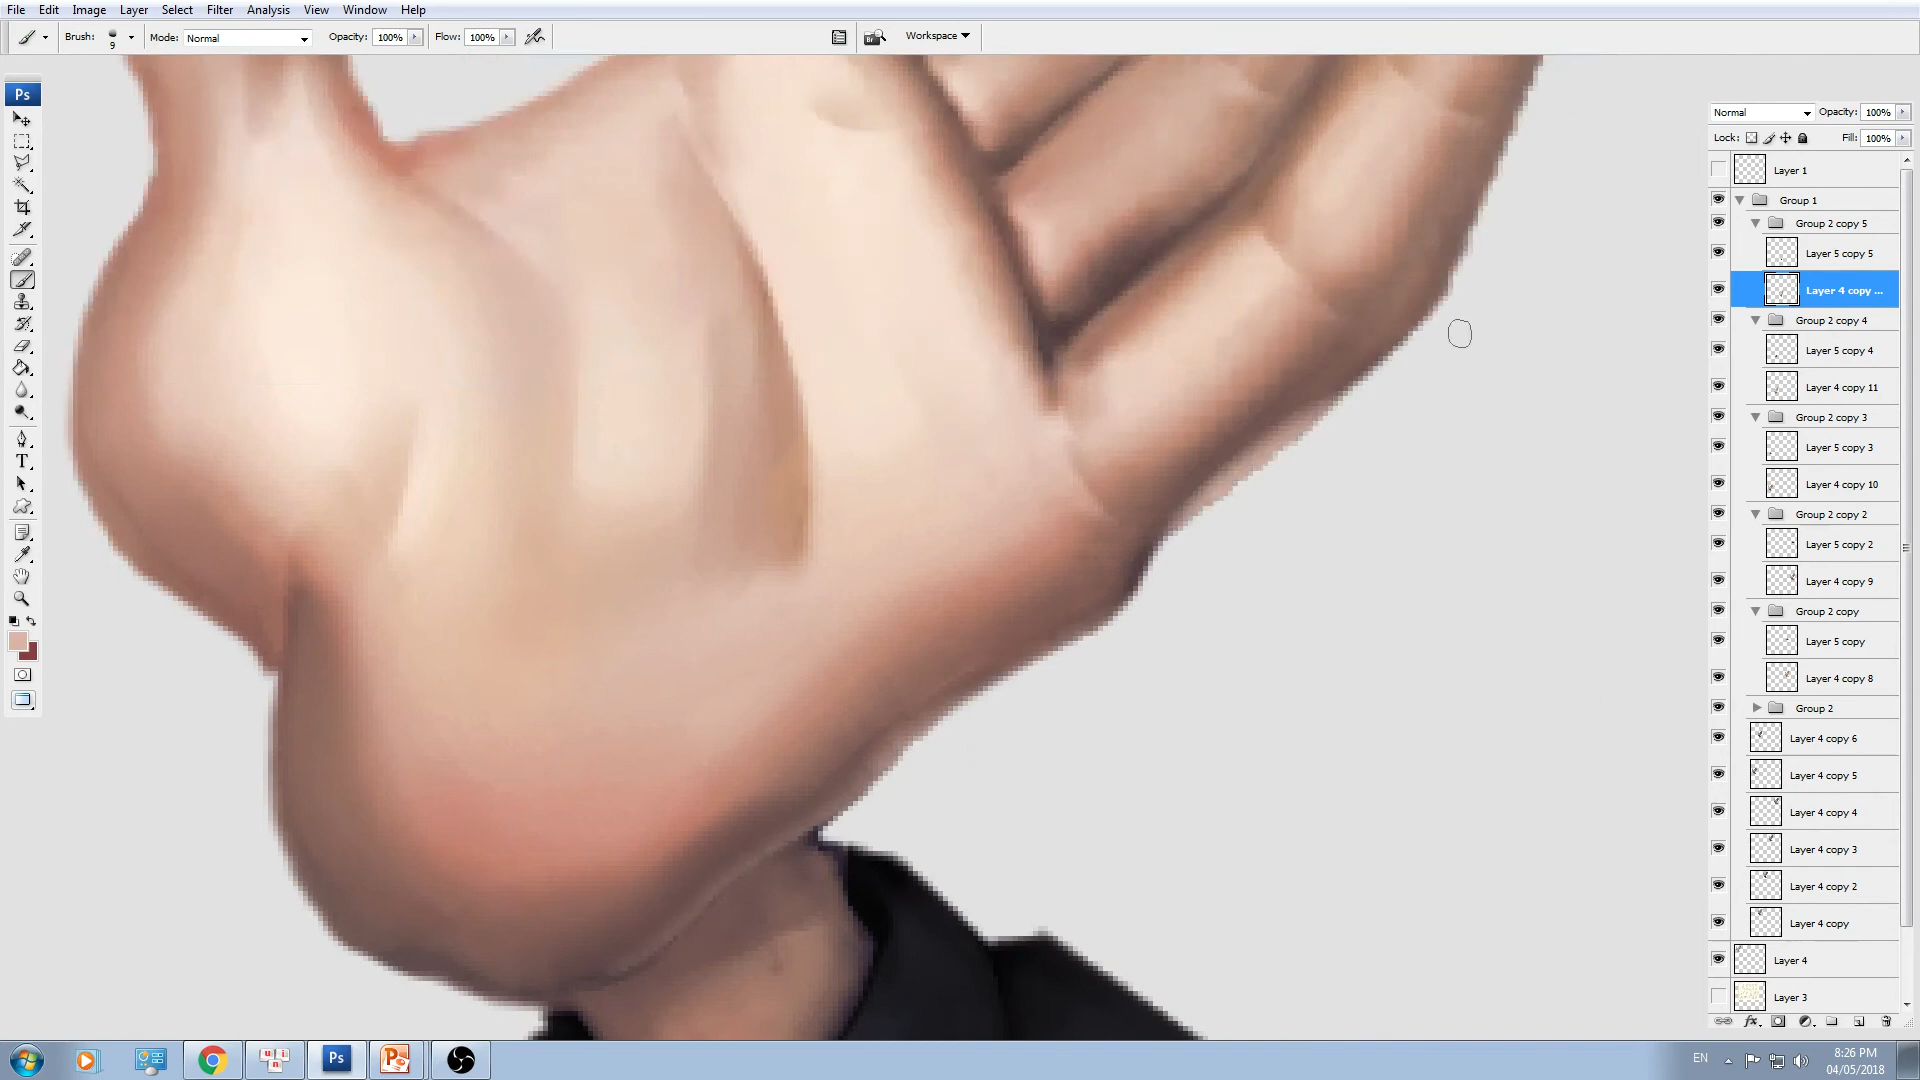 File Edit Image Layer Select Filter Analysis View Window Help
Brush: 9 Mode: Normal Opacity: 100% Flow: 100% Br Workspace
Ps
T
Normal Opacity: 100%
Lock: Fill: 100%
Layer 1
Group 1
Group 2 copy 5
Layer 5 copy 5
Layer 4 copy ...
Group 2 copy 4
Layer 5 copy 4
Layer 4 copy 11
Group 2 copy 3
Layer 5 copy 3
Layer 4 copy 10
Group 2 copy 2
Layer 5 copy 2
Layer 4 copy 9
Group 2 copy
Layer 5 copy
Layer 4 copy 8
Group 2
Layer 4 copy 6
Layer 4 copy 5
Layer 4 copy 4
Layer 4 copy 3
Layer 4 copy 2
Layer 4 copy
Layer 4
Layer 3
fx
Ps
EN
8:26 PM
04/05/2018